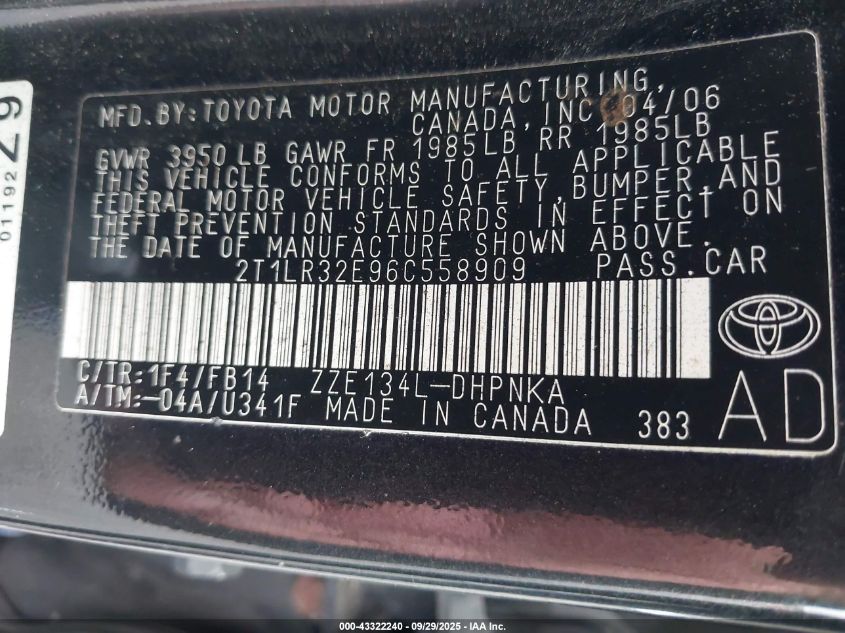 MFD.BY:TOYOTA MOTOR MANUFACTURING,
CANADA,INC. 04/06
GVWR 3950 LB GAWR FR 1985LB RR 1985LB
THIS VEHICLE CONFORMS TO ALL APPLICABLE
FEDERAL MOTOR VEHICLE SAFETY,BUMPER,AND
THEFT PREVENTION STANDARDS IN EFFECT ON
THE DATE OF MANUFACTURE SHOWN ABOVE.
2T1LR32E96C558909 PASS.CAR
C/TR:1F4/FB14 ZZE134L-DHPNKA
A/TM:-04A/U341F MADE IN CANADA 383
AD
01192
000-43322240 - 09/29/2025 - IAA Inc.